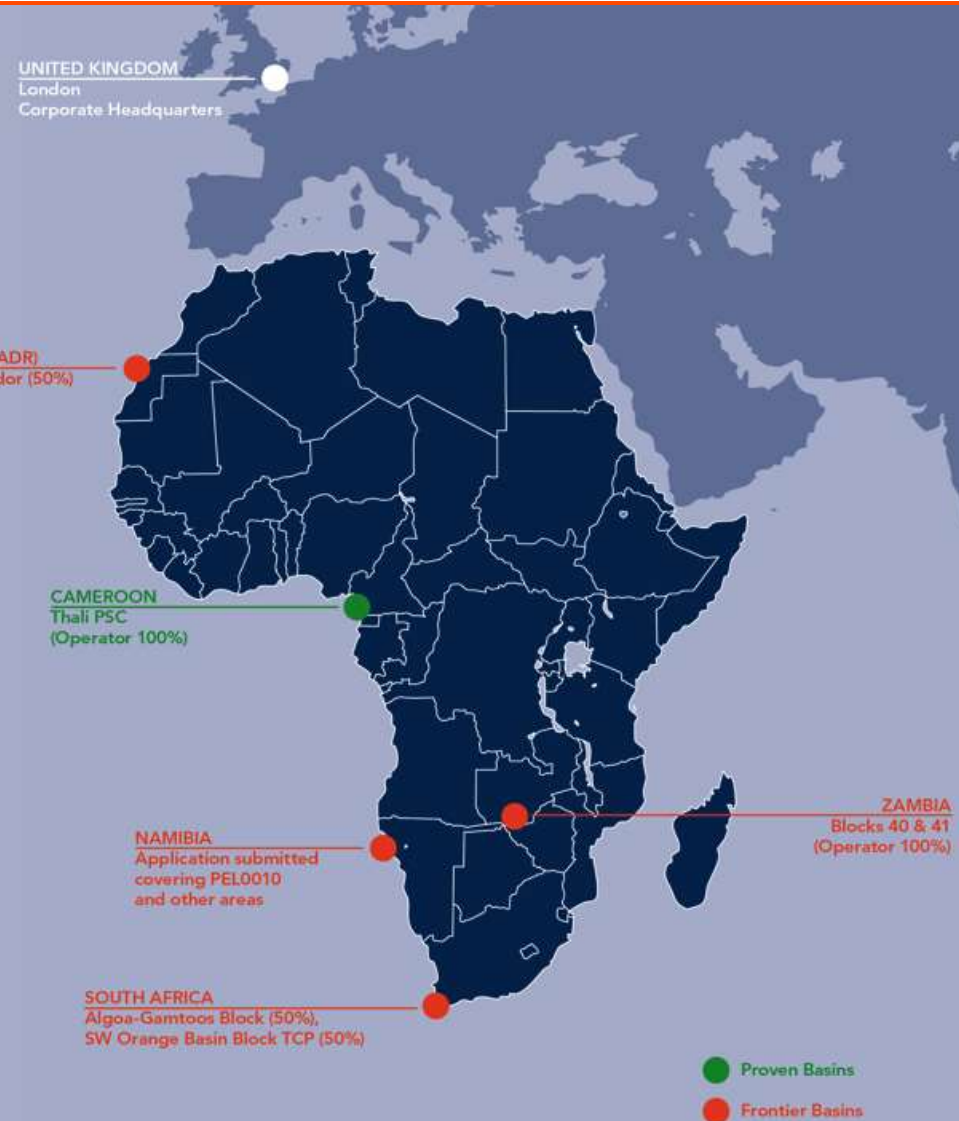 UNITED KINGDOM
London
Corporate Headquarters
ADR)
dor (50%)
CAMEROON
Thali PSC
(Operator 100%)
ZAMBIA
Blocks 40 & 41
(Operator 100%)
NAMIBIA
Application submitted
covering PEL0010
and other areas
SOUTH AFRICA
Algoa-Gamtoos Block (50%),
SW Orange Basin Block TCP (50%)
Proven Basins
Frontier Basins